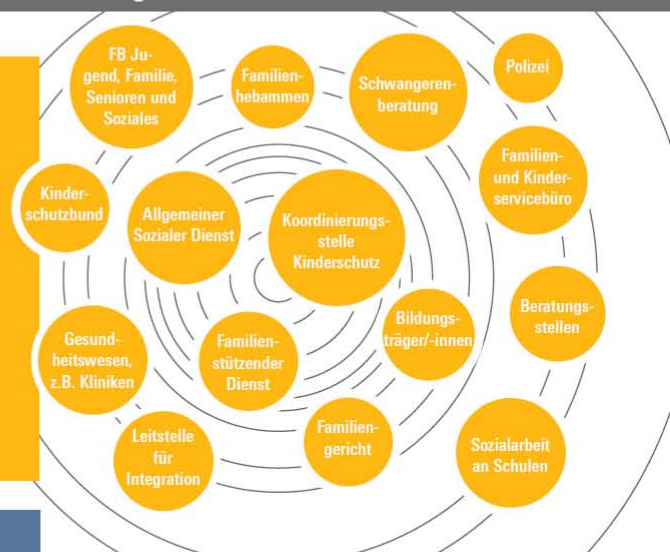 FB Ju-
gend, Familie,
Senioren und
Soziales
Familien-
hebammen
Schwangeren-
beratung
Polizei
Familien-
und Kinder-
servicebüro
Kinder-
schutzbund
Allgemeiner
Sozialer Dienst
Koordinierungs-
stelle
Kinderschutz
Beratungs-
stellen
Bildungs-
träger/-innen
Gesund-
heitswesen,
z.B. Kliniken
Familien-
stützender
Dienst
Familien-
gericht
Sozialarbeit
an Schulen
Leitstelle
für
Integration